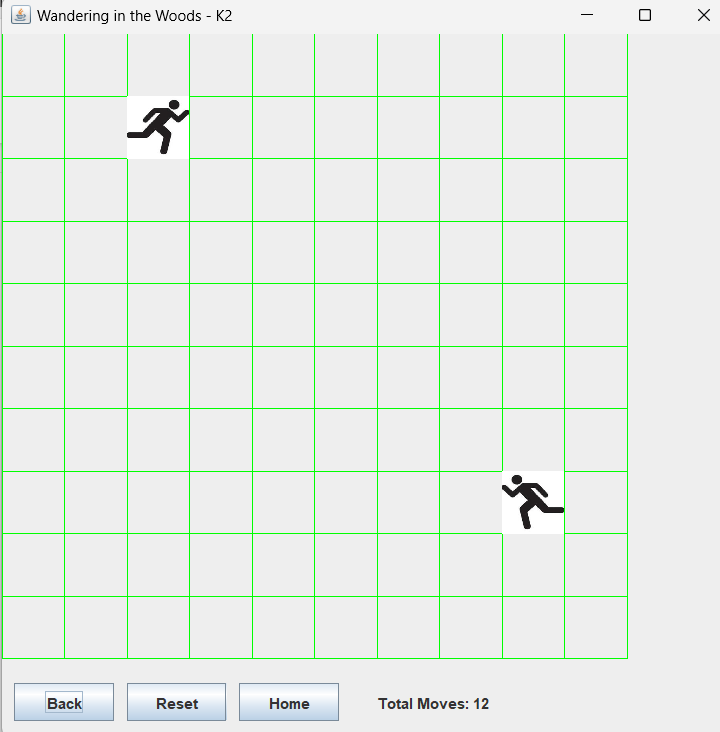 Wandering in the Woods - K2
Back Reset Home Total Moves: 12